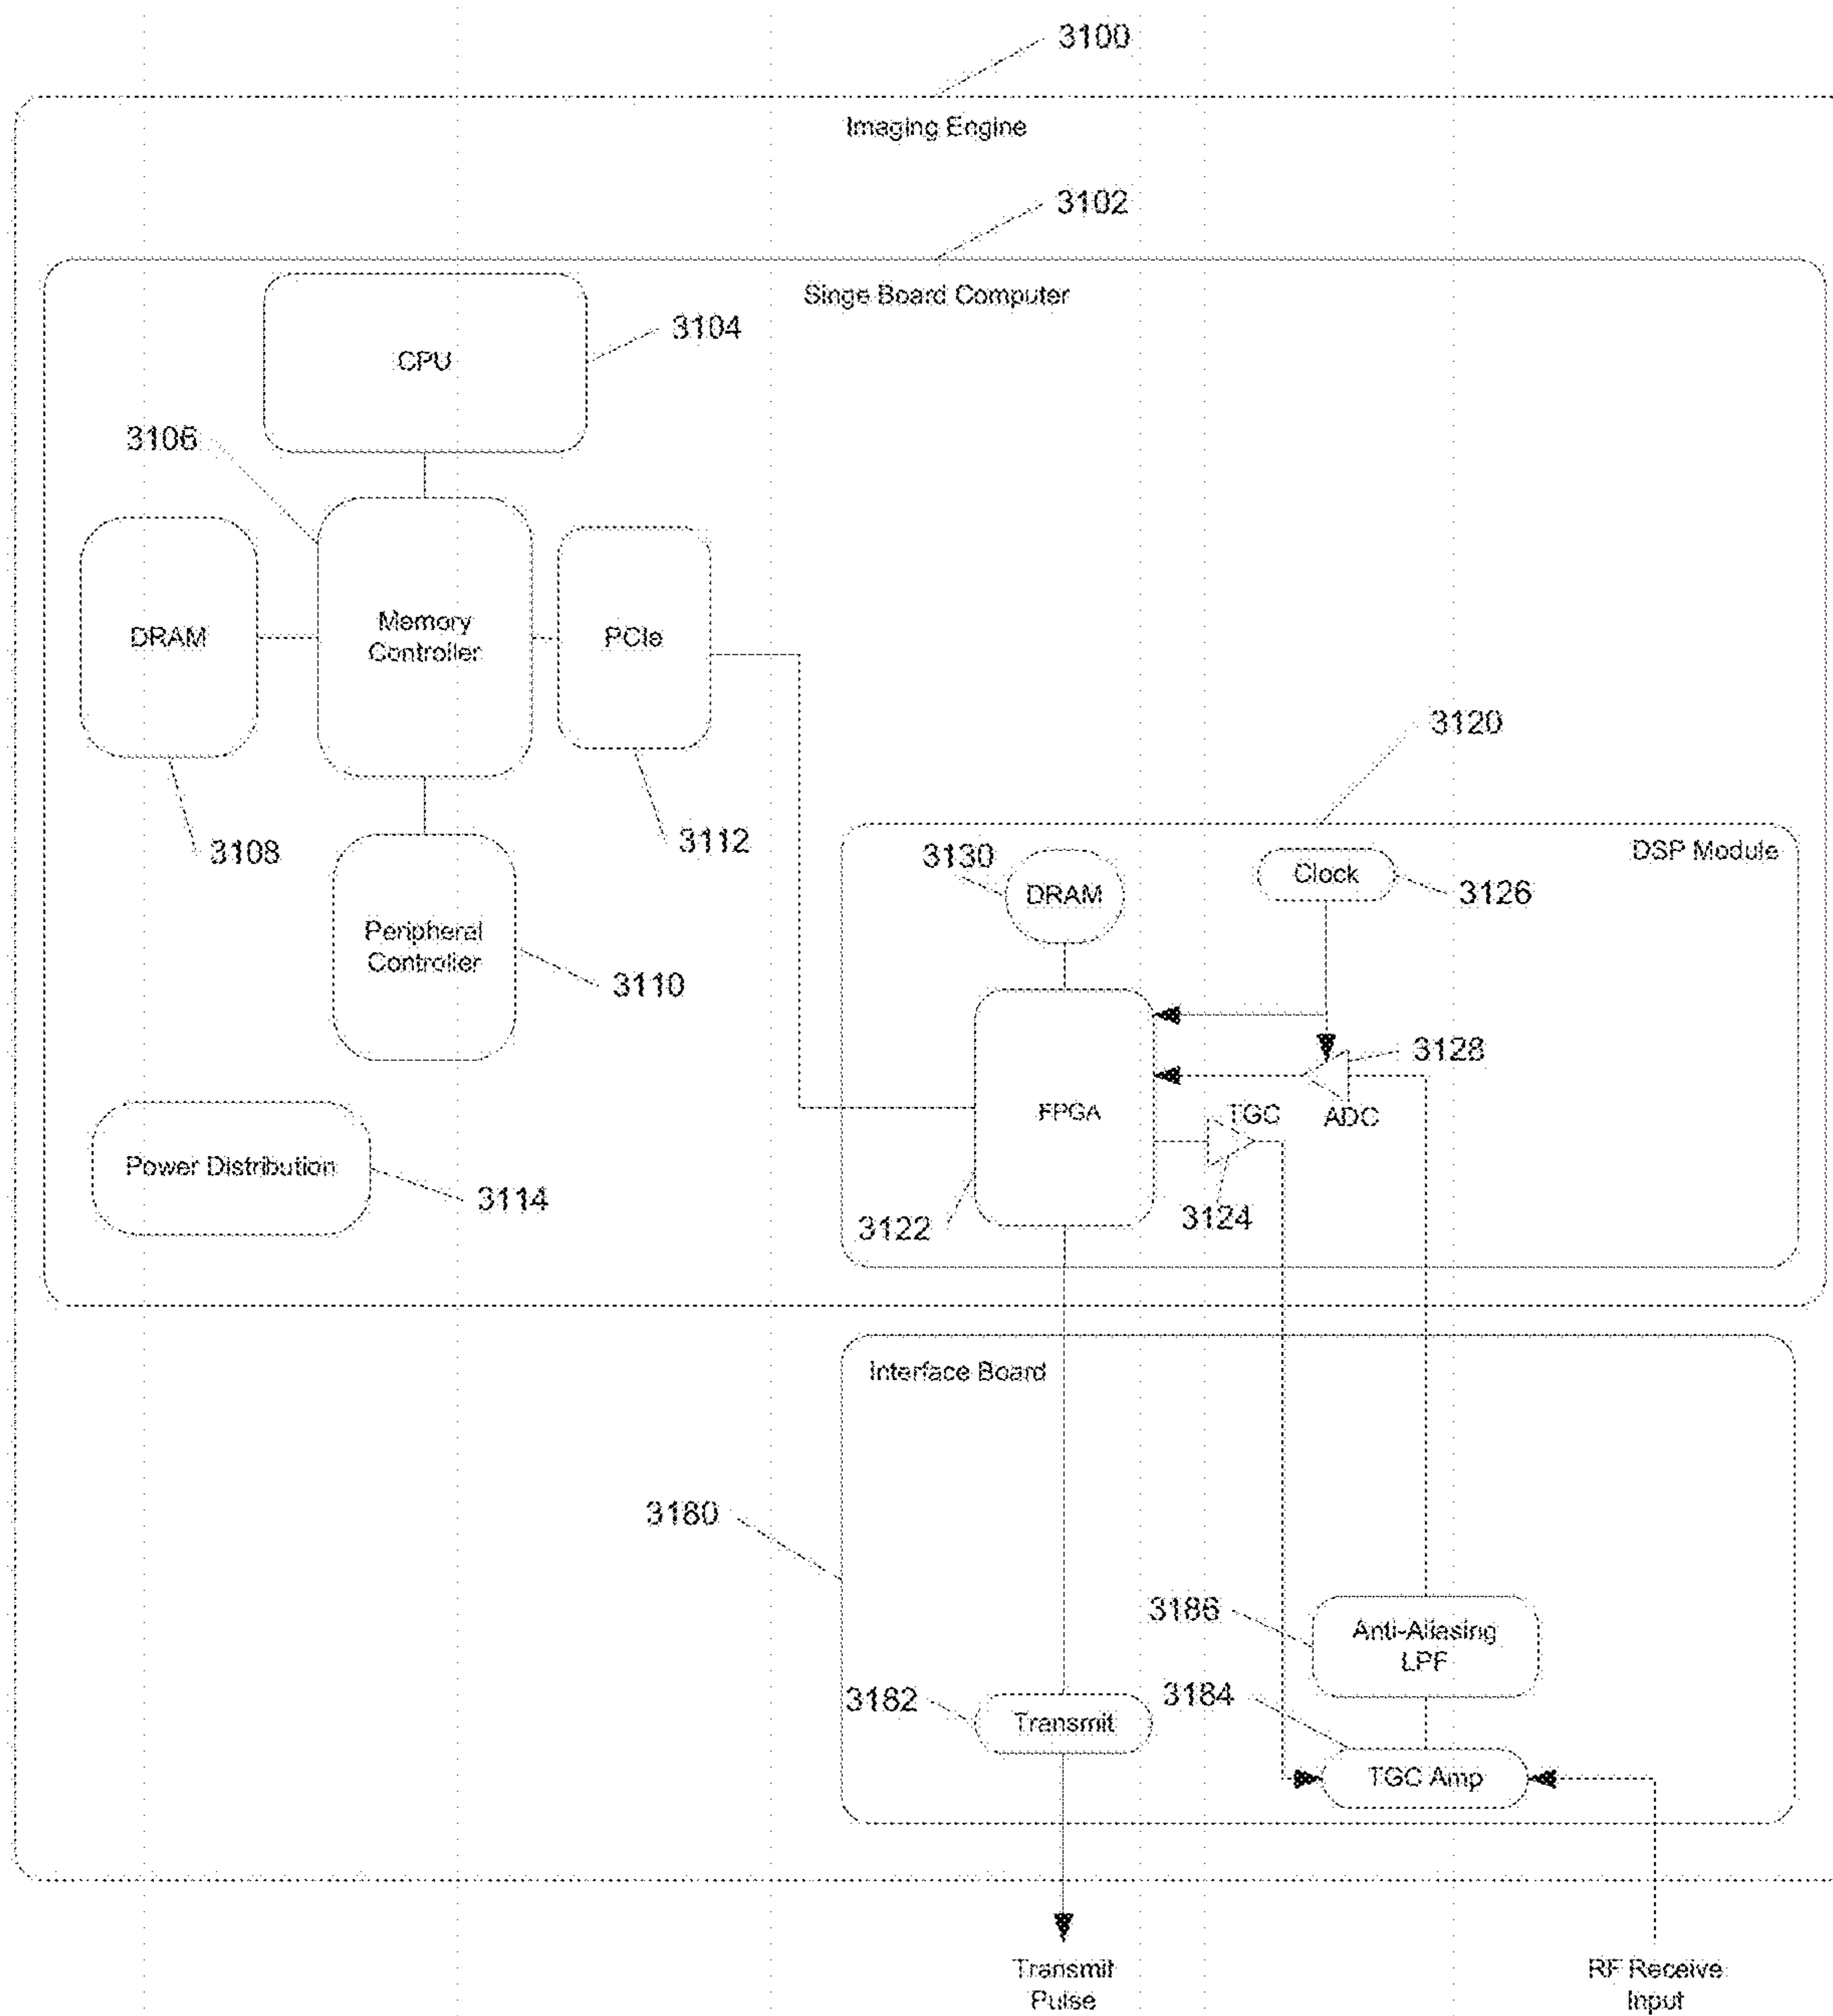 3100
Imaging Engine
3102
Singe Board Computer
3104
CPU
3106
DRAM
Memory
Controller
PCIe
3120
3108
3112
DSP Module
3130
DRAM
Clock
3126
Peripheral
Controller
3110
3128
FPGA
TGC
ADC
Power Distribution
3114
3122
3124
Interface Board
3180
3186
Anti-Aliasing
LPF
3182
Transmit
3184
TGC Amp
Transmit
Pulse
RF Receive
Input